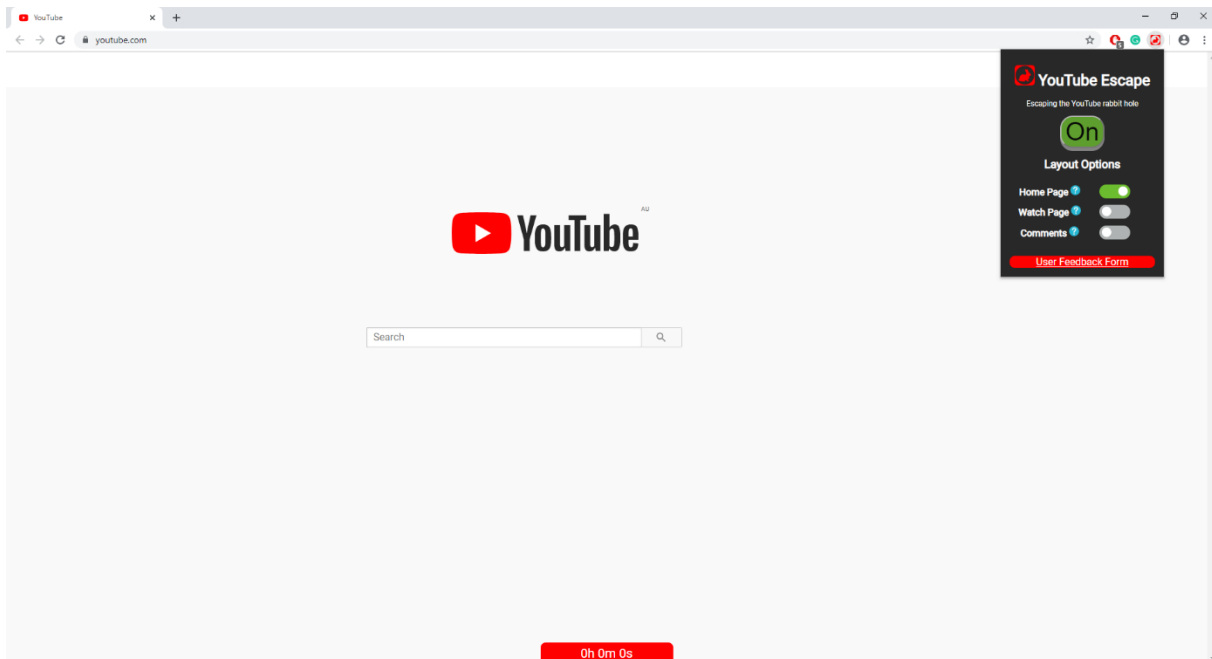 YouTube
youtube.com
YouTube Escape
Escaping the YouTube rabbit hole
On
Layout Options
Home Page ?
Watch Page ?
Comments ?
User Feedback Form
YouTube AU
Search
0h 0m 0s